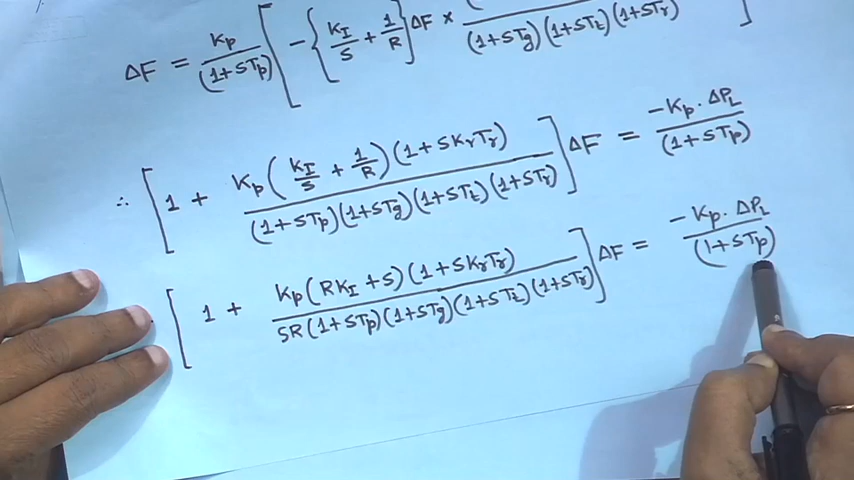 ΔF = Kp/(1+STp) [ -{ KI/S + 1/R ] ΔF × /(1+STg)(1+STt)(1+STr) ]
∴ [ 1 + Kp( KI/S + 1/R )(1+SKrTr)/(1+STp)(1+STg)(1+STt)(1+STr) ] ΔF = -Kp. ΔPL/(1+STp)
[ 1 + Kp(RKI+S)(1+SKrTr)/SR(1+STp)(1+STg)(1+STt)(1+STr) ] ΔF = -Kp. ΔPL/(1+STp)